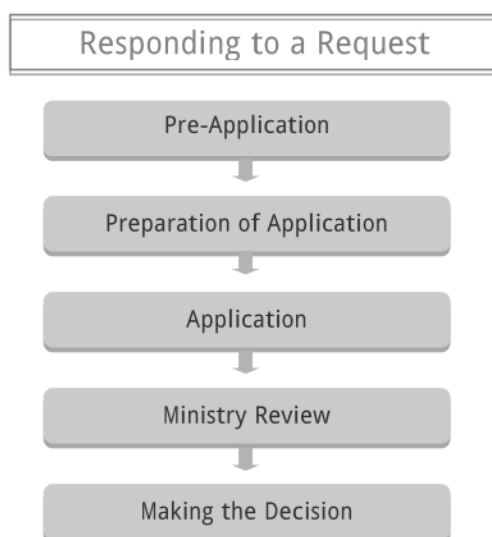 Responding to a Request
Pre-Application
Preparation of Application
Application
Ministry Review
Making the Decision